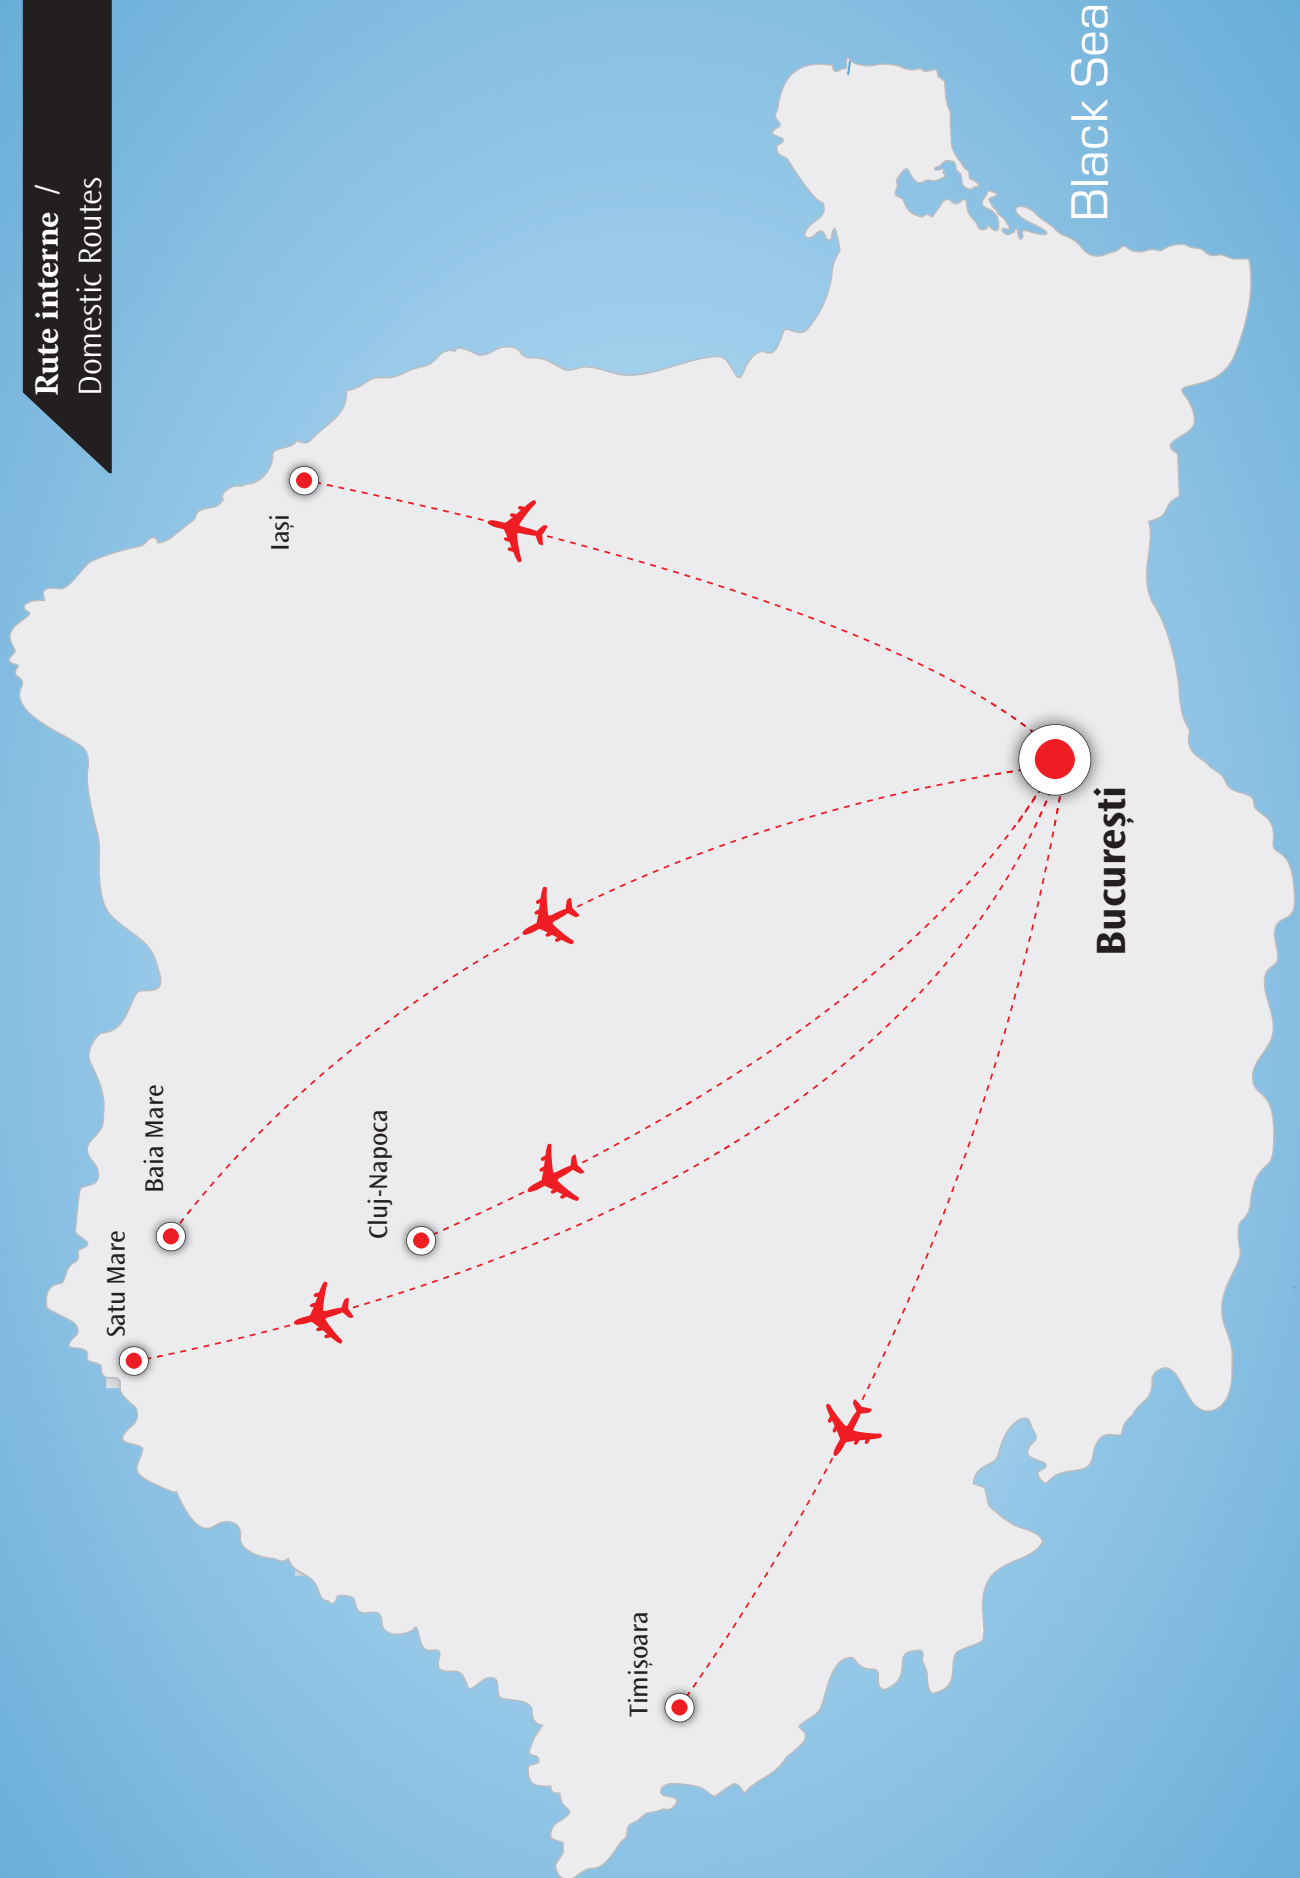 Rute interne /
Domestic Routes
Satu Mare
Baia Mare
Iași
Cluj-Napoca
Timișoara
București
Black Sea